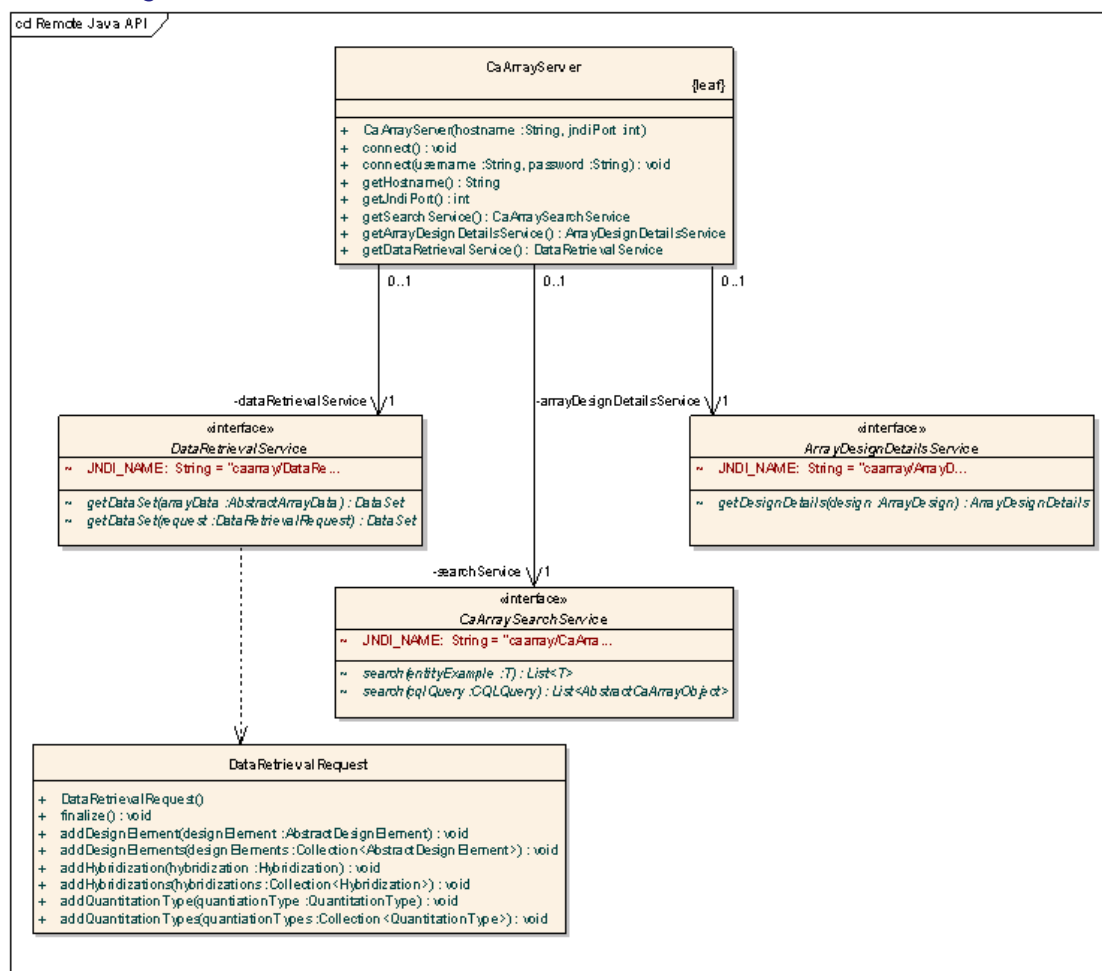 cd Remote Java API
CaArrayServer
{leaf}
+ CaArrayServer(hostname :String, jndiPort :int)
+ connect() : void
+ connect(username :String, password :String) : void
+ getHostname() : String
+ getJndiPort() : int
+ getSearchService() : CaArraySearchService
+ getArrayDesignDetailsService() : ArrayDesignDetailsService
+ getDataRetrievalService() : DataRetrievalService
0..1 0..1 0..1
-dataRetrievalService 1 -arrayDesignDetailsService 1
«interface»
DataRetrievalService
~ JNDI_NAME: String = "caarray/DataRe...
~ getDataSet(arrayData :AbstractArrayData) : DataSet
~ getDataSet(request :DataRetrievalRequest) : DataSet
«interface»
ArrayDesignDetailsService
~ JNDI_NAME: String = "caarray/ArrayD...
~ getDesignDetails(design :ArrayDesign) : ArrayDesignDetails
-searchService 1
«interface»
CaArraySearchService
~ JNDI_NAME: String = "caarray/CaArra...
~ search(entityExample :T) : List<T>
~ search(cqlQuery :CQLQuery) : List<AbstractCaArrayObject>
DataRetrievalRequest
+ DataRetrievalRequest()
+ finalize() : void
+ addDesignElement(designElement :AbstractDesignElement) : void
+ addDesignElements(designElements :Collection<AbstractDesignElement>) : void
+ addHybridization(hybridization :Hybridization) : void
+ addHybridizations(hybridizations :Collection<Hybridization>) : void
+ addQuantitationType(quantiationType :QuantitationType) : void
+ addQuantitationTypes(quantiationTypes :Collection<QuantitationType>) : void